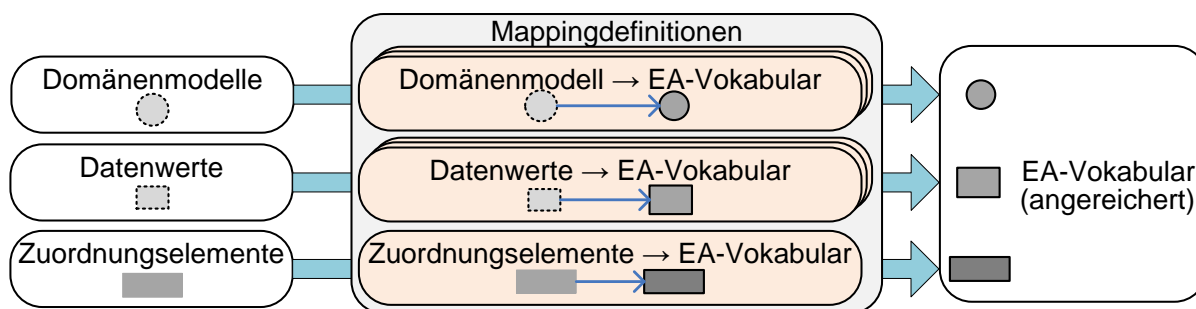 Mappingdefinitionen
Domänenmodelle
Domänenmodell → EA-Vokabular
Datenwerte
Datenwerte → EA-Vokabular
EA-Vokabular
(angereichert)
Zuordnungselemente
Zuordnungselemente → EA-Vokabular